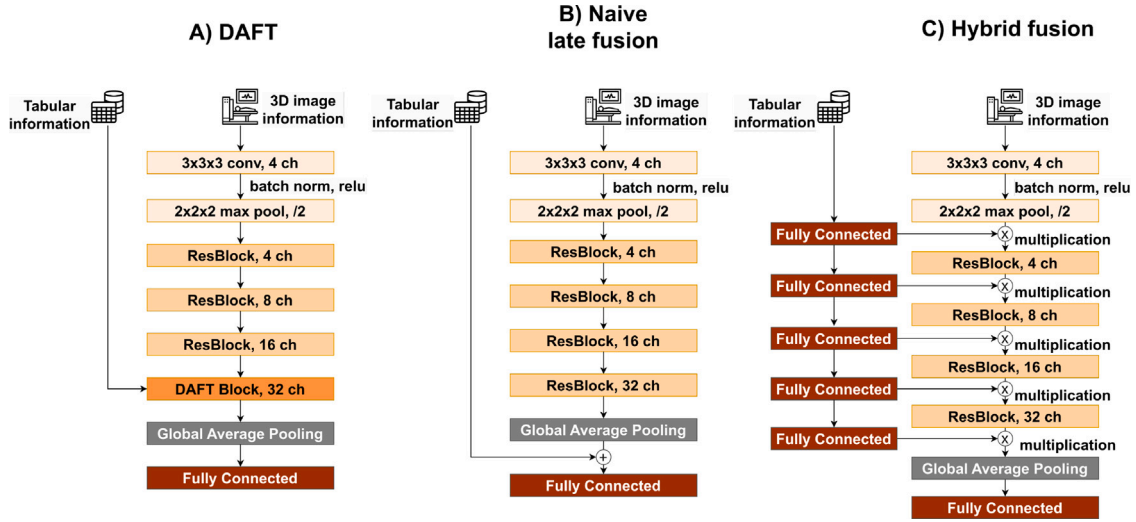 A) DAFT
Tabular
information
3D image
information
3x3x3 conv, 4 ch
batch norm, relu
2x2x2 max pool, /2
ResBlock, 4 ch
ResBlock, 8 ch
ResBlock, 16 ch
DAFT Block, 32 ch
Global Average Pooling
Fully Connected
B) Naive
late fusion
Tabular
information
3D image
information
3x3x3 conv, 4 ch
batch norm, relu
2x2x2 max pool, /2
ResBlock, 4 ch
ResBlock, 8 ch
ResBlock, 16 ch
ResBlock, 32 ch
Global Average Pooling
+
Fully Connected
C) Hybrid fusion
Tabular
information
3D image
information
3x3x3 conv, 4 ch
batch norm, relu
2x2x2 max pool, /2
Fully Connected
x
multiplication
ResBlock, 4 ch
Fully Connected
x
multiplication
ResBlock, 8 ch
Fully Connected
x
multiplication
ResBlock, 16 ch
Fully Connected
x
multiplication
ResBlock, 32 ch
Fully Connected
x
multiplication
Global Average Pooling
Fully Connected